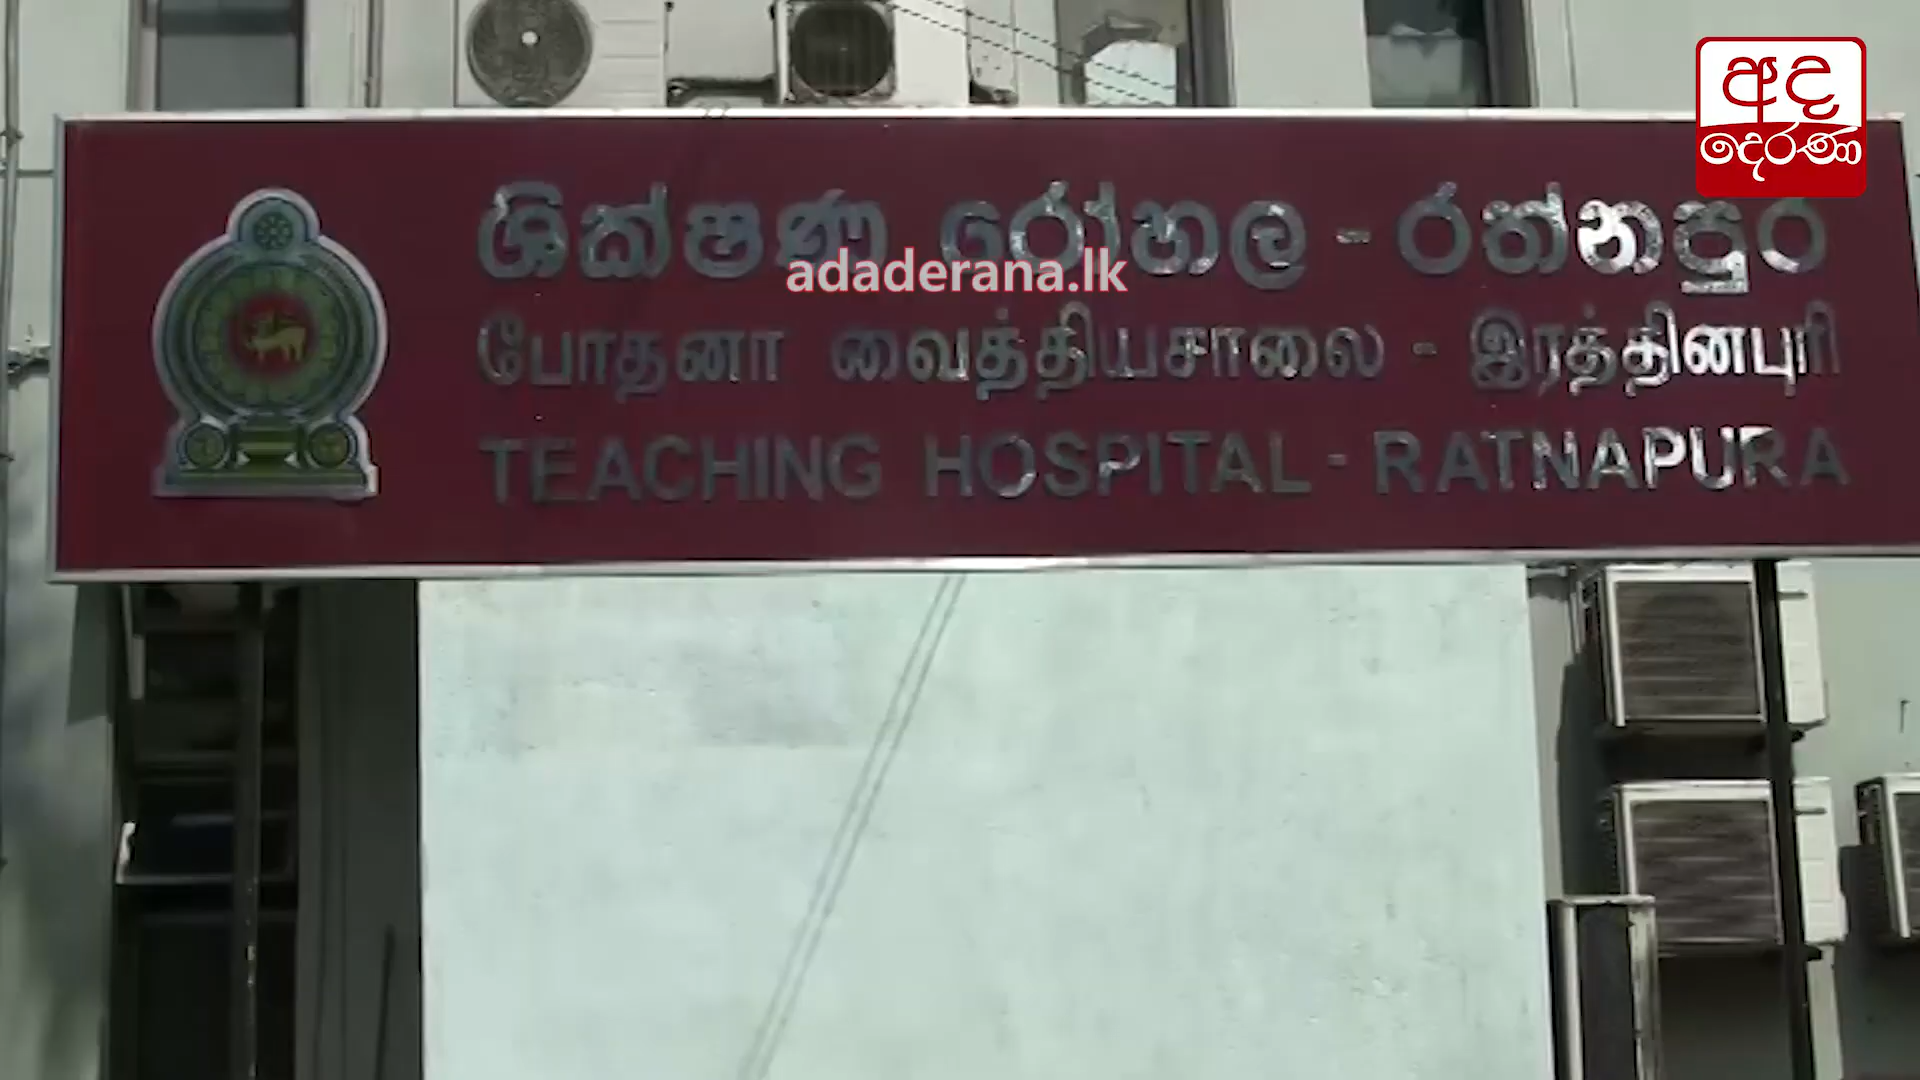 අද
දෙරණ
ශික්ෂණ රෝහල - රත්නපුර
adaderana.lk
போதனா வைத்தியசாலை - இரத்தினபுரி
TEACHING HOSPITAL - RATNAPURA